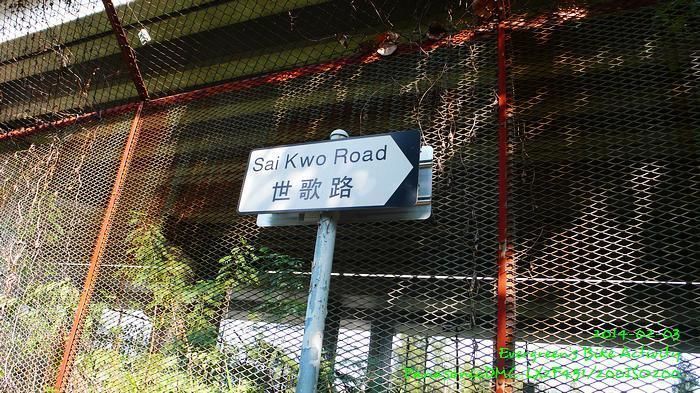 Sai Kwo Road
世歌路
2014-02-03
Evergreen's Bike Activity